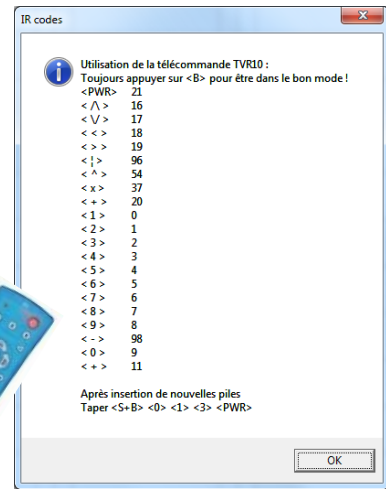 IR codes
Utilisation de la télécommande TVR10 :
Toujours appuyer sur <B> pour être dans le bon mode !
<PWR> 21
< /\ > 16
< \/ > 17
< < > 18
< > > 19
< ¦ > 96
< ^ > 54
< x > 37
< + > 20
< 1 > 0
< 2 > 1
< 3 > 2
< 4 > 3
< 5 > 4
< 6 > 5
< 7 > 6
< 8 > 7
< 9 > 8
< - > 98
< 0 > 9
< + > 11
Après insertion de nouvelles piles
Taper <S+B> <0> <1> <3> <PWR>
OK